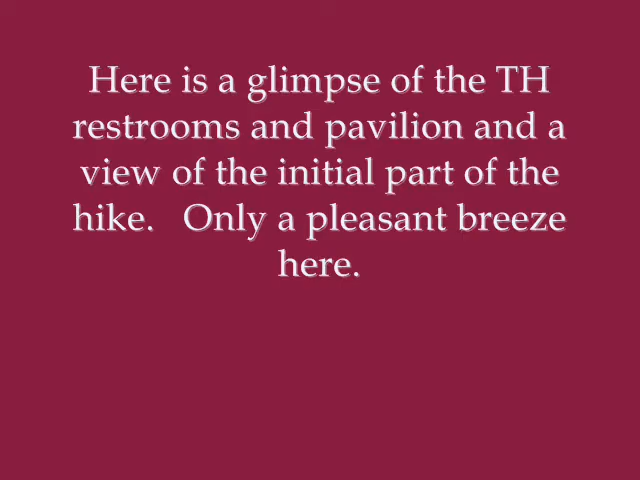 Here is a glimpse of the TH
restrooms and pavilion and a
view of the initial part of the
hike.   Only a pleasant breeze
here.